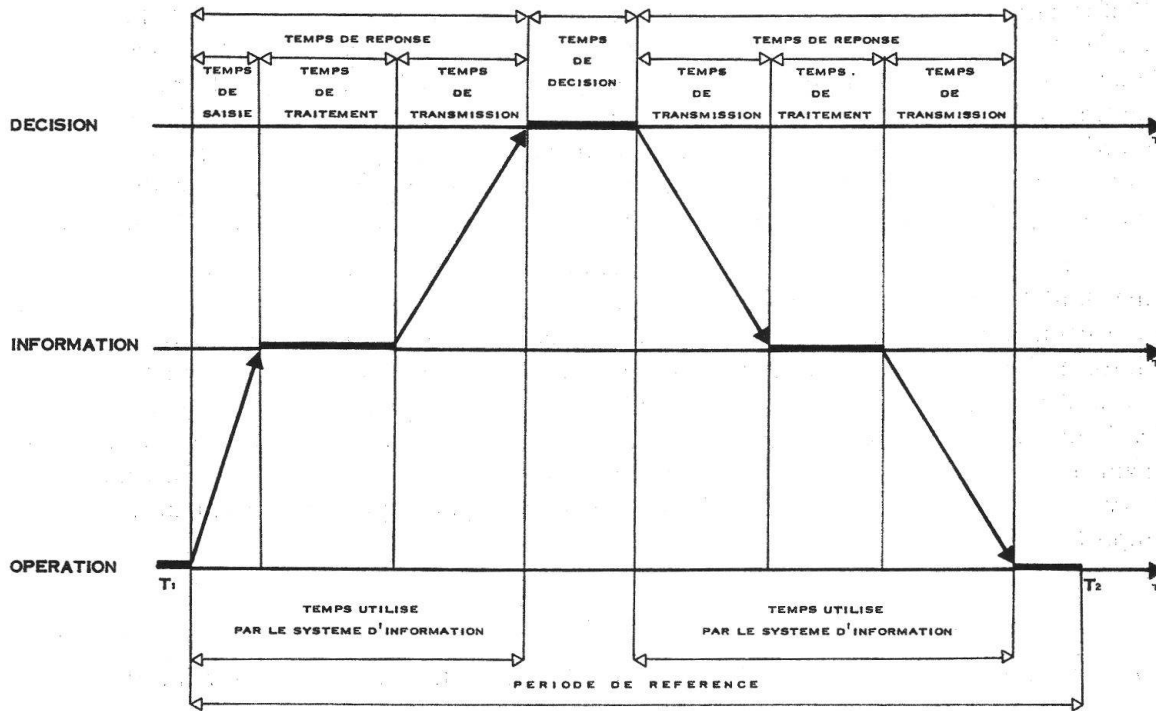 TEMPS DE REPONSE
TEMPS
DE
DECISION
TEMPS DE REPONSE
TEMPS
DE
SAISIE
TEMPS
DE
TRAITEMENT
TEMPS
DE
TRANSMISSION
TEMPS
DE
TRANSMISSION
TEMPS
DE
TRAITEMENT
TEMPS
DE
TRANSMISSION
DECISION
INFORMATION
OPERATION
T1
T2
TEMPS UTILISE
PAR LE SYSTEME D'INFORMATION
TEMPS UTILISE
PAR LE SYSTEME D'INFORMATION
PERIODE DE REFERENCE